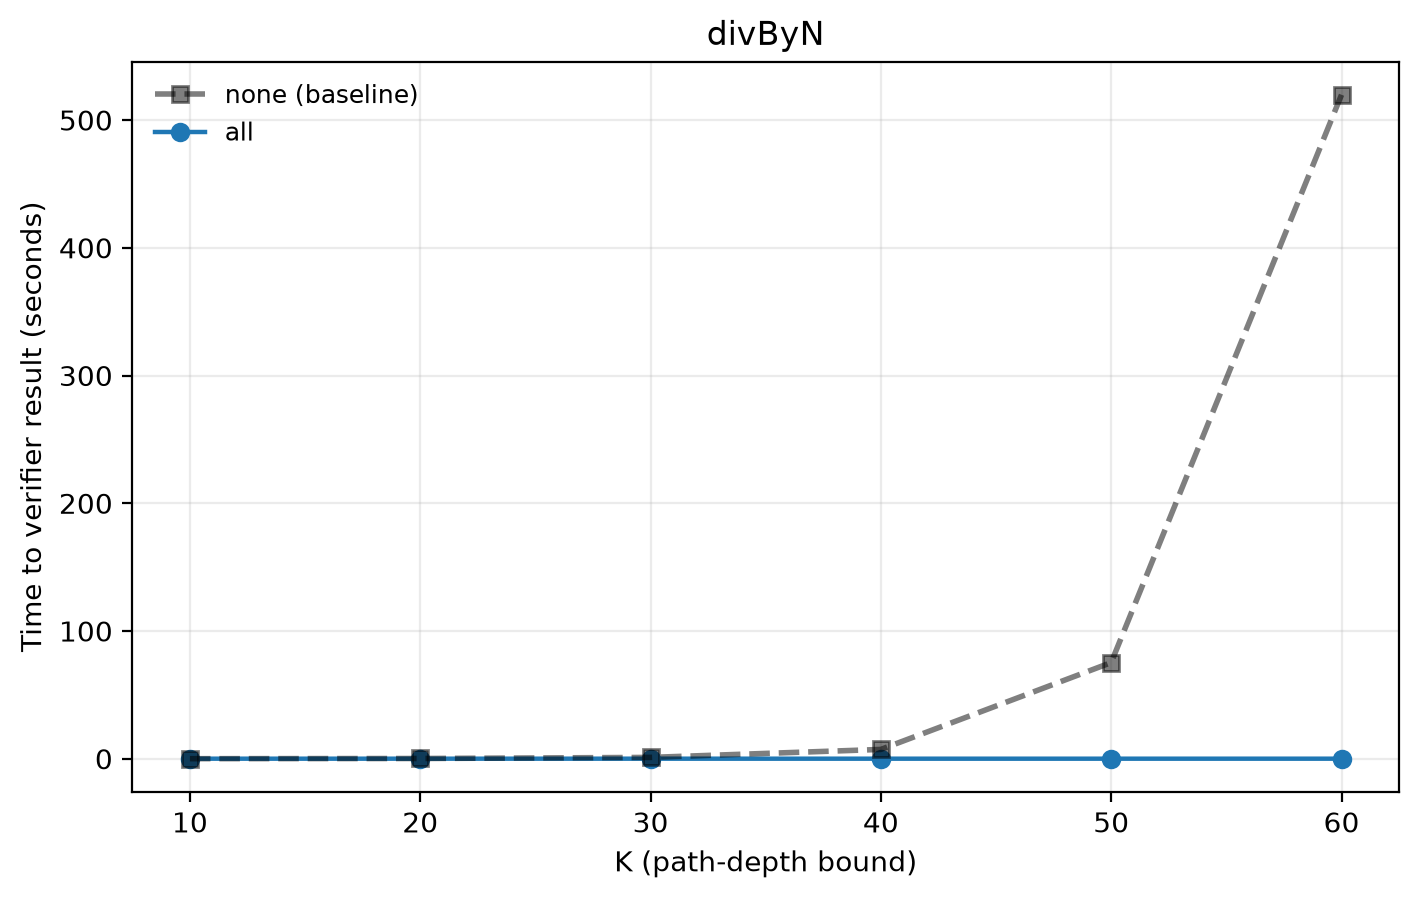 divByN
none (baseline)
all
Time to verifier result (seconds)
500
400
300
200
100
0
10 20 30 40 50 60
K (path-depth bound)